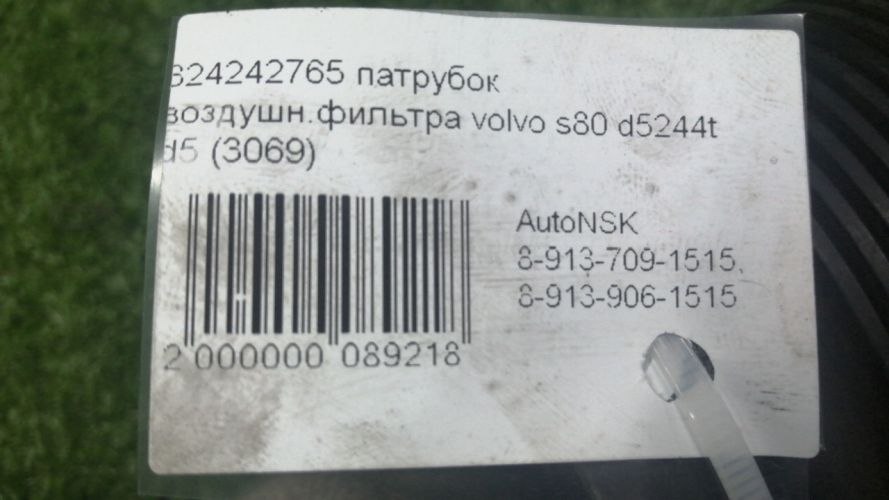 824242765 патрубок
воздушн.фильтра volvo s80 d5244t
d5 (3069)
AutoNSK
8-913-709-1515,
8-913-906-1515
2 000000 089218